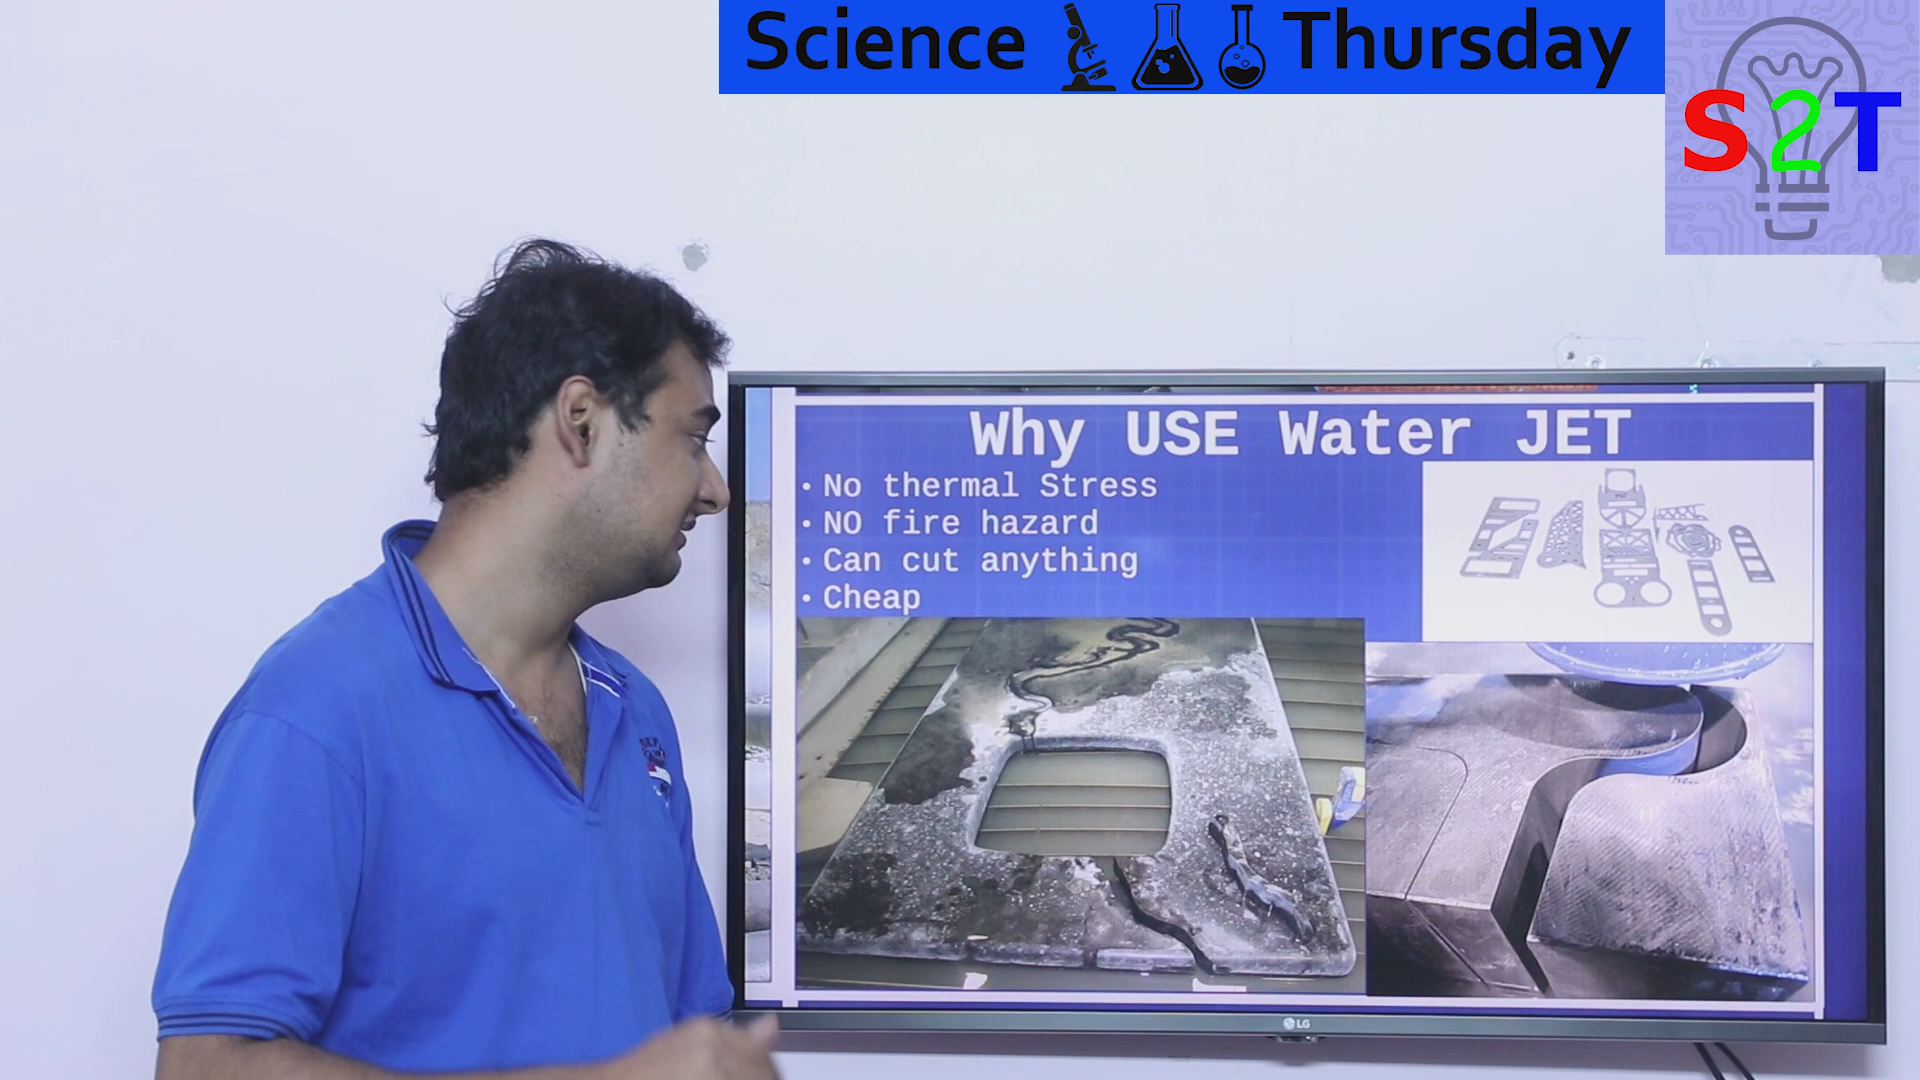 Science Thursday
S2T
Why USE Water JET
• No thermal Stress
• NO fire hazard
• Can cut anything
• Cheap
LG